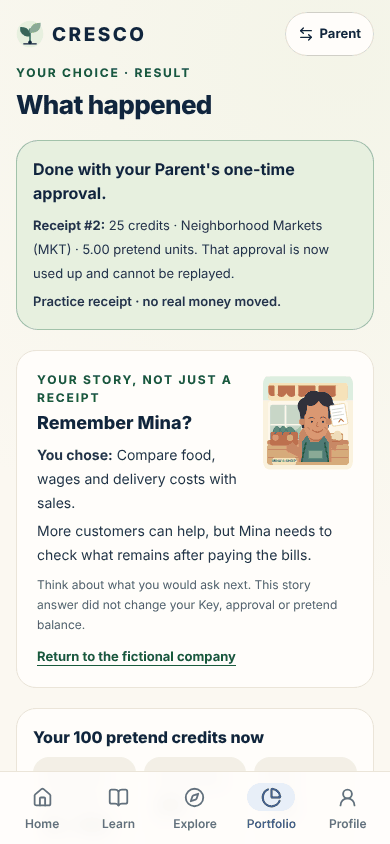 CRESCO
Parent
YOUR CHOICE · RESULT
What happened
Done with your Parent's one-time
approval.
Receipt #2: 25 credits · Neighborhood Markets
(MKT) · 5.00 pretend units. That approval is now
used up and cannot be replayed.
Practice receipt · no real money moved.
YOUR STORY, NOT JUST A
RECEIPT
Remember Mina?
You chose: Compare food,
wages and delivery costs with
sales.
More customers can help, but Mina needs to
check what remains after paying the bills.
Think about what you would ask next. This story
answer did not change your Key, approval or pretend
balance.
Return to the fictional company
Your 100 pretend credits now
Home
Learn
Explore
Portfolio
Profile